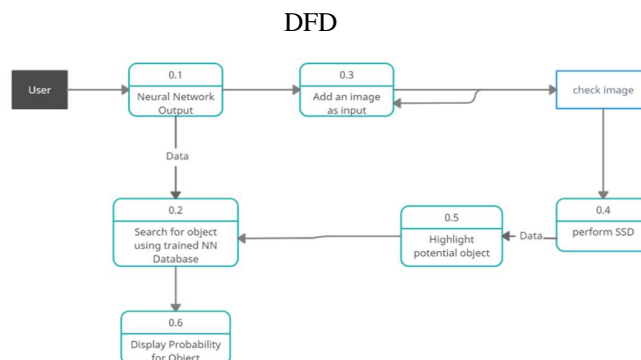 DFD
User
0.1
Neural Network
Output
0.3
Add an image
as input
check image
Data
0.2
Search for object
using trained NN
Database
0.5
Highlight
potential object
Data
0.4
perform SSD
0.6
Display Probability
for Object